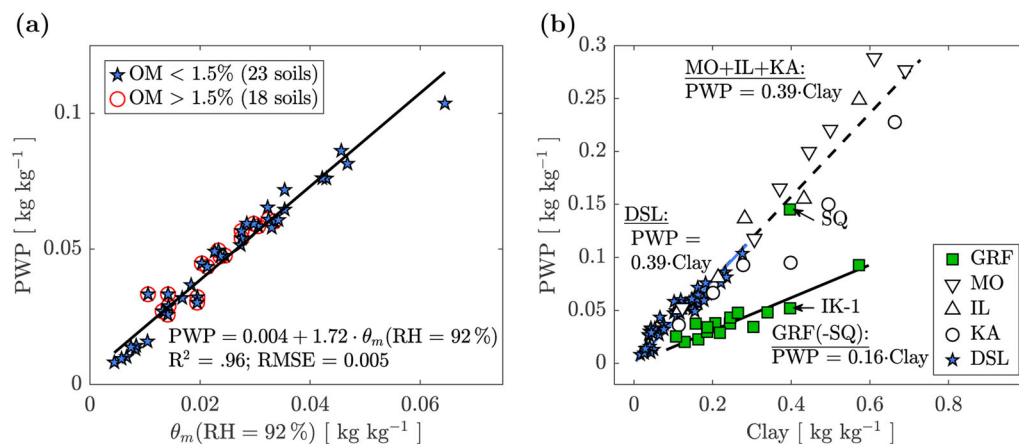 (a)
0.1
0.05
0
PWP [ kg kg⁻¹ ]
OM < 1.5% (23 soils)
OM > 1.5% (18 soils)
PWP = 0.004 + 1.72 · θₘ(RH = 92 %)
R² = .96; RMSE = 0.005
0 0.02 0.04 0.06
θₘ(RH = 92 %) [ kg kg⁻¹ ]
(b)
0.3
0.25
0.2
0.15
0.1
0.05
0
PWP [ kg kg⁻¹ ]
MO+IL+KA:
PWP = 0.39·Clay
DSL:
PWP =
0.39·Clay
SQ
IK-1
GRF(-SQ):
PWP = 0.16·Clay
GRF
MO
IL
KA
DSL
0 0.2 0.4 0.6 0.8
Clay [ kg kg⁻¹ ]